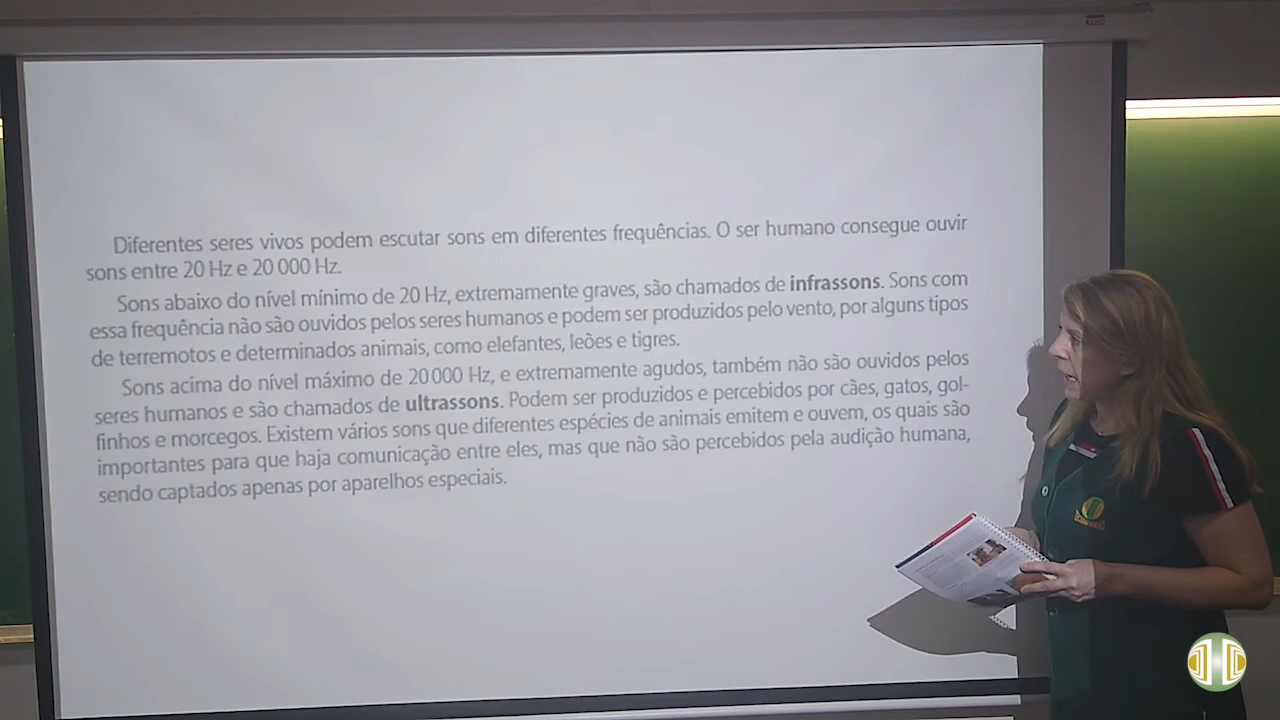 Diferentes seres vivos podem escutar sons em diferentes frequências. O ser humano consegue ouvir
sons entre 20 Hz e 20 000 Hz.
Sons abaixo do nível mínimo de 20 Hz, extremamente graves, são chamados de infrassons. Sons com
essa frequência não são ouvidos pelos seres humanos e podem ser produzidos pelo vento, por alguns tipos
de terremotos e determinados animais, como elefantes, leões e tigres.
Sons acima do nível máximo de 20 000 Hz, e extremamente agudos, também não são ouvidos pelos
seres humanos e são chamados de ultrassons. Podem ser produzidos e percebidos por cães, gatos, gol-
finhos e morcegos. Existem vários sons que diferentes espécies de animais emitem e ouvem, os quais são
importantes para que haja comunicação entre eles, mas que não são percebidos pela audição humana,
sendo captados apenas por aparelhos especiais.